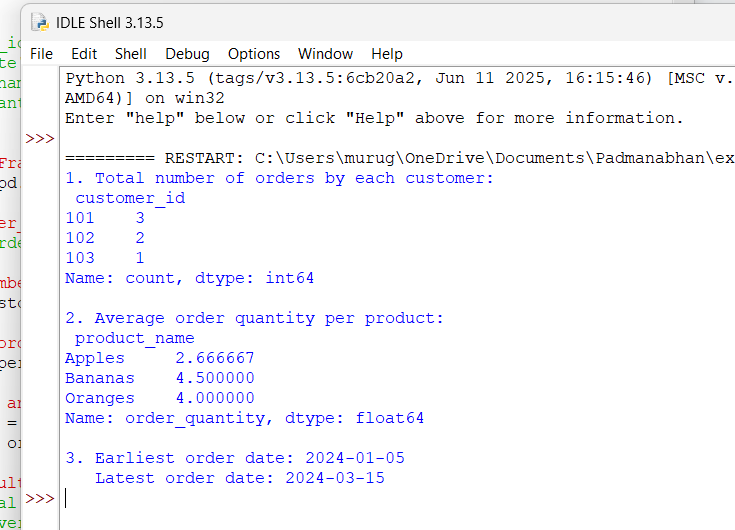 IDLE Shell 3.13.5
File Edit Shell Debug Options Window Help
Python 3.13.5 (tags/v3.13.5:6cb20a2, Jun 11 2025, 16:15:46) [MSC v.
AMD64)] on win32
Enter "help" below or click "Help" above for more information.
>>>
========= RESTART: C:\Users\murug\OneDrive\Documents\Padmanabhan\ex
1. Total number of orders by each customer:
 customer_id
101    3
102    2
103    1
Name: count, dtype: int64
2. Average order quantity per product:
 product_name
Apples     2.666667
Bananas    4.500000
Oranges    4.000000
Name: order_quantity, dtype: float64
3. Earliest order date: 2024-01-05
   Latest order date: 2024-03-15
>>>